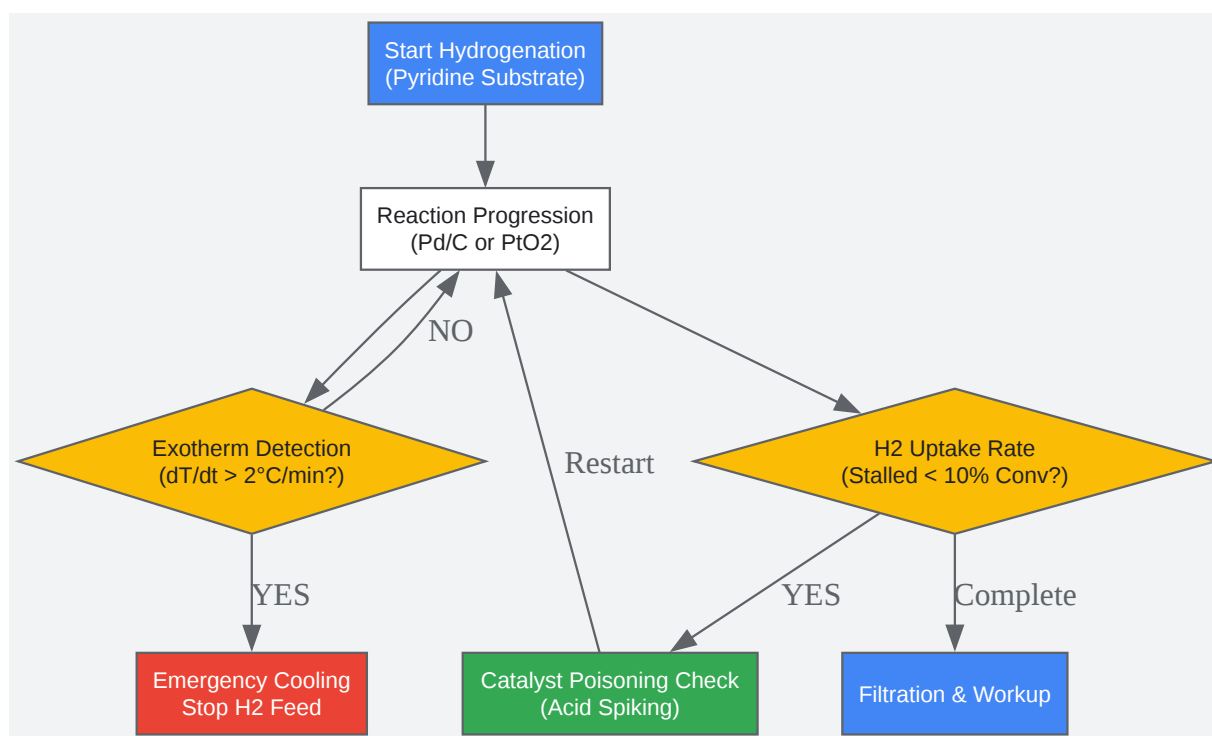 Start Hydrogenation
(Pyridine Substrate)
Reaction Progression
(Pd/C or PtO2)
NO
Exotherm Detection
(dT/dt > 2°C/min?)
H2 Uptake Rate
(Stalled < 10% Conv?)
Restart
YES
YES
Complete
Emergency Cooling
Stop H2 Feed
Catalyst Poisoning Check
(Acid Spiking)
Filtration & Workup